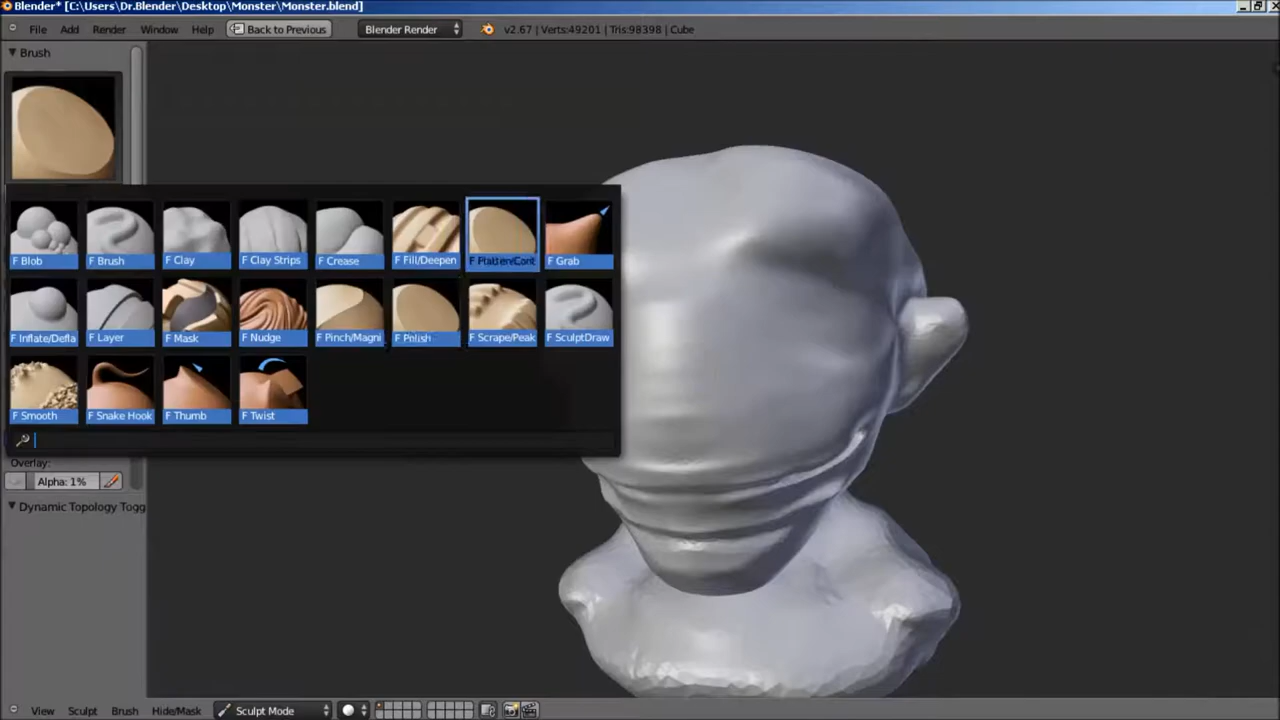 Blender* [C:\Users\Dr.Blender\Desktop\Monster\Monster.blend]
File Add Render Window Help Back to Previous Blender Render v2.67 | Verts:49201 | Tris:98398 | Cube
Brush
F Blob F Brush F Clay F Clay Strips F Crease F Fill/Deepen F Flatten/Cont F Grab
F Inflate/Defla F Layer F Mask F Nudge F Pinch/Magni F Polish F Scrape/Peak F SculptDraw
F Smooth F Snake Hook F Thumb F Twist
Overlay:
Alpha: 1%
Dynamic Topology Togg
View Sculpt Brush Hide/Mask Sculpt Mode